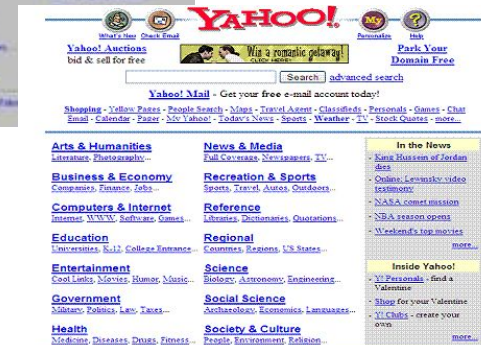 YAHOO!
What's New Check Email Personalize Help
Yahoo! Auctions
bid & sell for free
Win a romantic getaway!
CLICK HERE!
Park Your
Domain Free
Search advanced search
Yahoo! Mail - Get your free e-mail account today!
Shopping - Yellow Pages - People Search - Maps - Travel Agent - Classifieds - Personals - Games - Chat
Email - Calendar - Pager - My Yahoo! - Today's News - Sports - Weather - TV - Stock Quotes - more...
Arts & Humanities
Literature, Photography...
News & Media
Full Coverage, Newspapers, TV...
Business & Economy
Companies, Finance, Jobs...
Recreation & Sports
Sports, Travel, Autos, Outdoors...
Computers & Internet
Internet, WWW, Software, Games...
Reference
Libraries, Dictionaries, Quotations...
Education
Universities, K-12, College Entrance...
Regional
Countries, Regions, US States...
Entertainment
Cool Links, Movies, Humor, Music...
Science
Biology, Astronomy, Engineering...
Government
Military, Politics, Law, Taxes...
Social Science
Archaeology, Economics, Languages...
Health
Medicine, Diseases, Drugs, Fitness...
Society & Culture
People, Environment, Religion...
In the News
- King Hussein of Jordan
dies
- Online: Lewinsky video
testimony
- NASA comet mission
- NBA season opens
- Weekend's top movies
more...
Inside Yahoo!
- Y! Personals - find a
Valentine
- Shop for your Valentine
- Y! Clubs - create your
own
more...